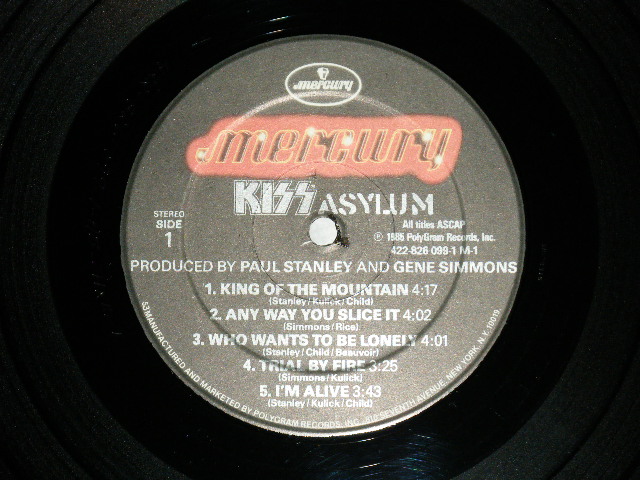 mercury
mercury
KISS ASYLUM
STEREO
SIDE
1
All titles ASCAP
℗ 1985 PolyGram Records, Inc.
422-826 099-1 M-1
PRODUCED BY PAUL STANLEY AND GENE SIMMONS
1. KING OF THE MOUNTAIN 4:17
(Stanley/Kulick/Child)
2. ANY WAY YOU SLICE IT 4:02
(Simmons/Rice)
3. WHO WANTS TO BE LONELY 4:01
(Stanley/Child/Beauvoir)
4. TRIAL BY FIRE 3:25
(Simmons/Kulick)
5. I'M ALIVE 3:43
(Stanley/Kulick/Child)
53 MANUFACTURED AND MARKETED BY POLYGRAM RECORDS, INC., 810 SEVENTH AVENUE, NEW YORK, N.Y. 10019